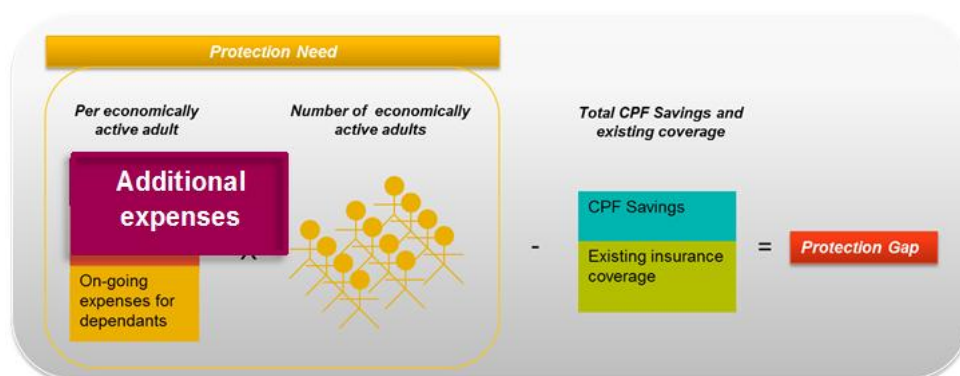 Protection Need
Per economically
active adult
Number of economically
active adults
Total CPF Savings and
existing coverage
Additional
expenses
On-going
expenses for
dependants
-
CPF Savings
Existing insurance
coverage
=
Protection Gap